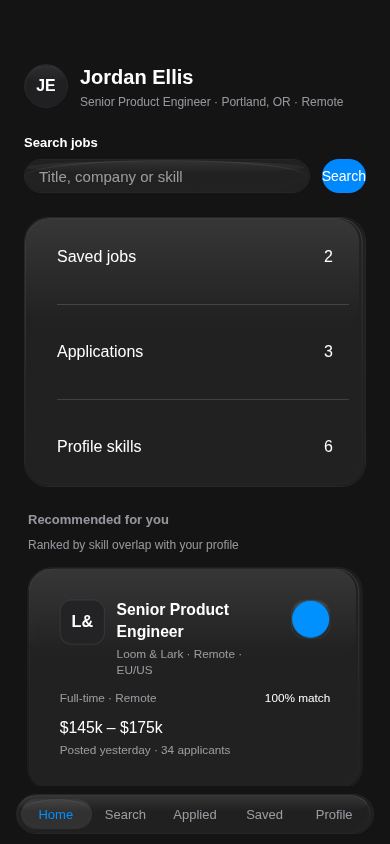 JE
Jordan Ellis
Senior Product Engineer · Portland, OR · Remote
Search jobs
Title, company or skill
Search
Saved jobs 2
Applications 3
Profile skills 6
Recommended for you
Ranked by skill overlap with your profile
L&
Senior Product
Engineer
Loom & Lark · Remote ·
EU/US
Full-time · Remote 100% match
$145k – $175k
Posted yesterday · 34 applicants
Home Search Applied Saved Profile